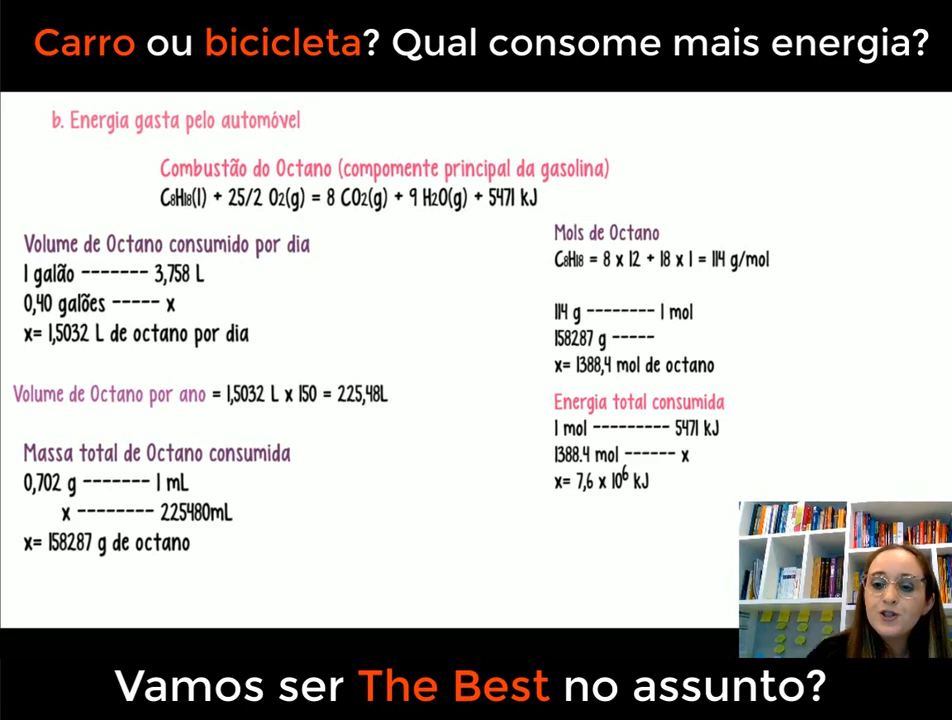 Carro ou bicicleta? Qual consome mais energia?
b. Energia gasta pelo automóvel
Combustão do Octano (compomente principal da gasolina)
C8H18(l) + 25/2 O2(g) = 8 CO2(g) + 9 H2O(g) + 5471 kJ
Volume de Octano consumido por dia
1 galão ------- 3,758 L
0,40 galões ----- x
x= 1,5032 L de octano por dia
Volume de Octano por ano = 1,5032 L x 150 = 225,48L
Massa total de Octano consumida
0,702 g ------- 1 mL
x -------- 225480mL
x= 158287 g de octano
Mols de Octano
C8H18 = 8 x 12 + 18 x 1 = 114 g/mol
114 g -------- 1 mol
158287 g -----
x= 1388,4 mol de octano
Energia total consumida
1 mol --------- 5471 kJ
1388.4 mol ------ x
x= 7,6 x 10⁶ kJ
Vamos ser The Best no assunto?